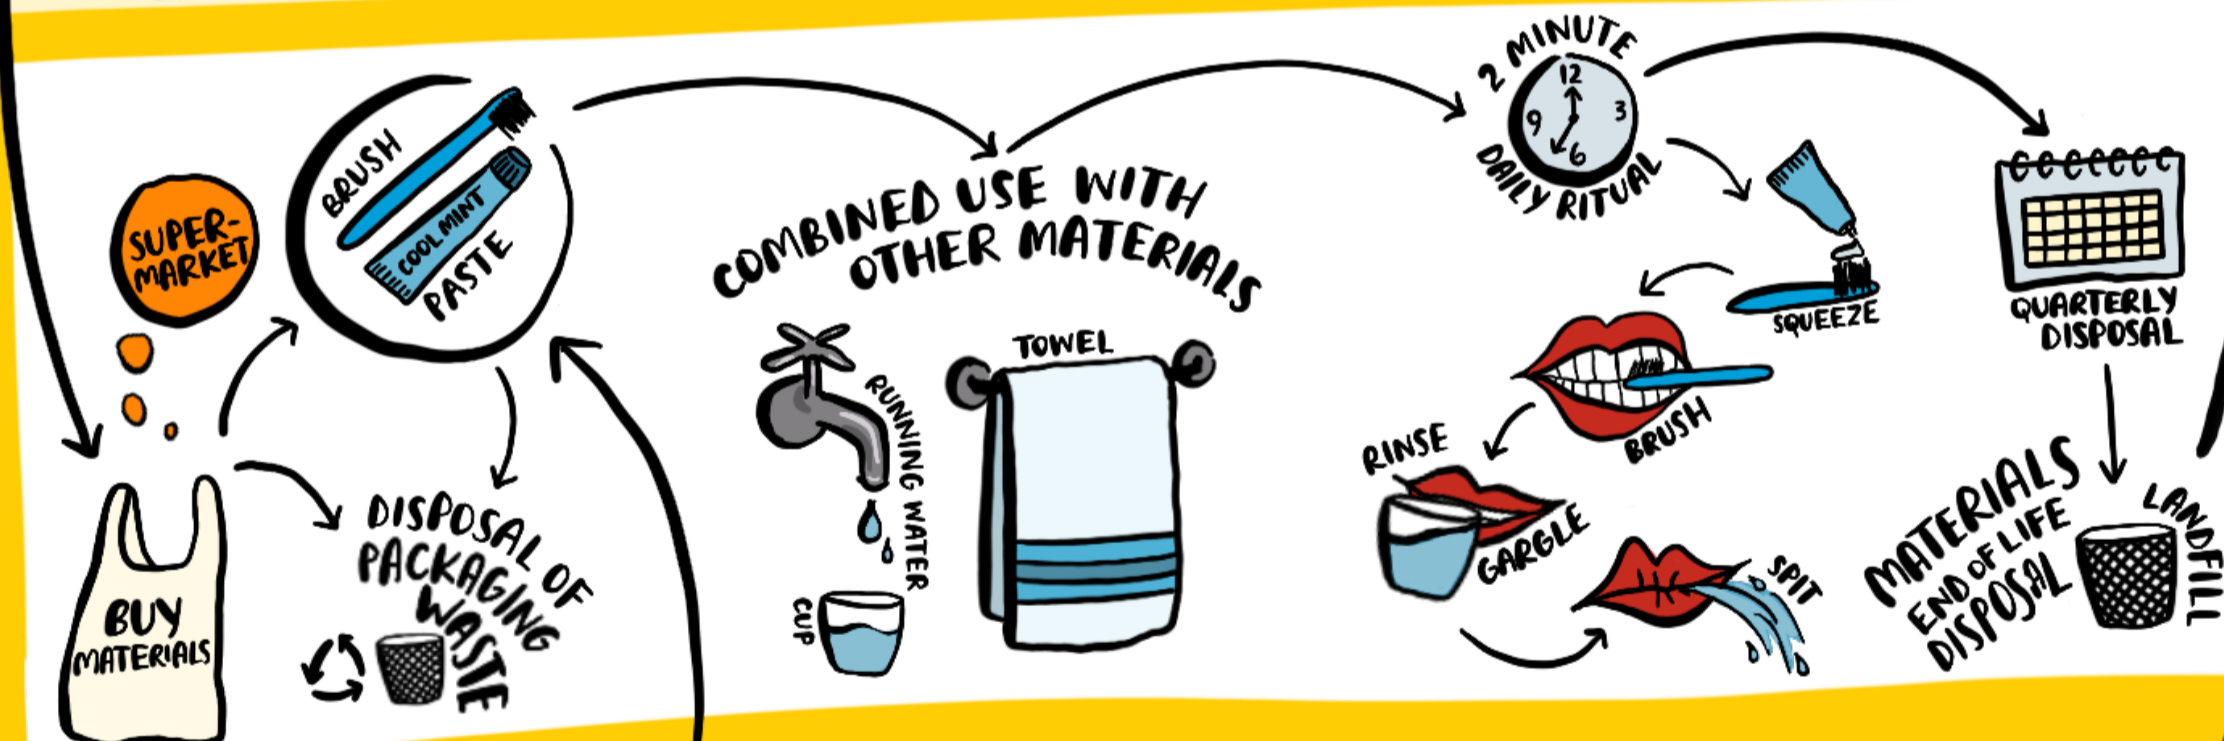 SUPER-
MARKET
BUY
MATERIALS
BRUSH
COOL MINT
PASTE
DISPOSAL OF
PACKAGING
WASTE
COMBINED USE WITH
OTHER MATERIALS
RUNNING WATER
CUP
TOWEL
2 MINUTE
12
3
6
9
DAILY RITUAL
SQUEEZE
BRUSH
RINSE
GARGLE
SPIT
QUARTERLY
DISPOSAL
MATERIALS
END OF LIFE
DISPOSAL
LANDFILL